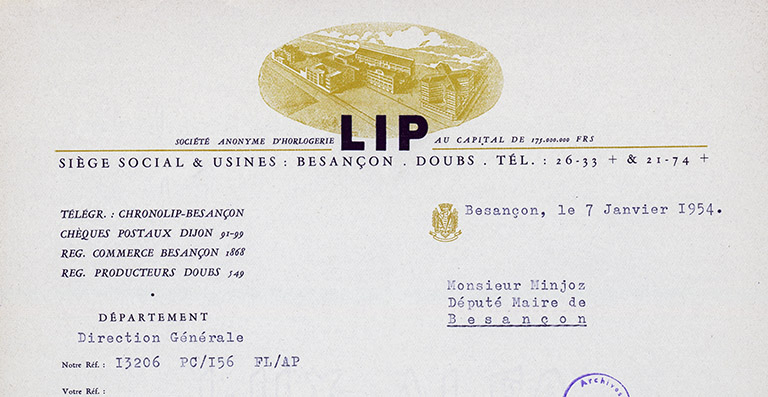 SOCIÉTÉ ANONYME D'HORLOGERIE LIP AU CAPITAL DE 175.000.000 FRS
SIÈGE SOCIAL & USINES : BESANÇON . DOUBS . TÉL. : 26-33 + & 21-74 +
TÉLÉGR. : CHRONOLIP-BESANÇON
CHÈQUES POSTAUX DIJON 91-99
REG. COMMERCE BESANÇON 1868
REG. PRODUCTEURS DOUBS 549
Besançon, le 7 Janvier I954.
Monsieur Minjoz
Député Maire de
Besançon
DÉPARTEMENT
Direction Générale
Notre Réf. : I3206 PC/I56 FL/AP
Votre Réf. :
Archives